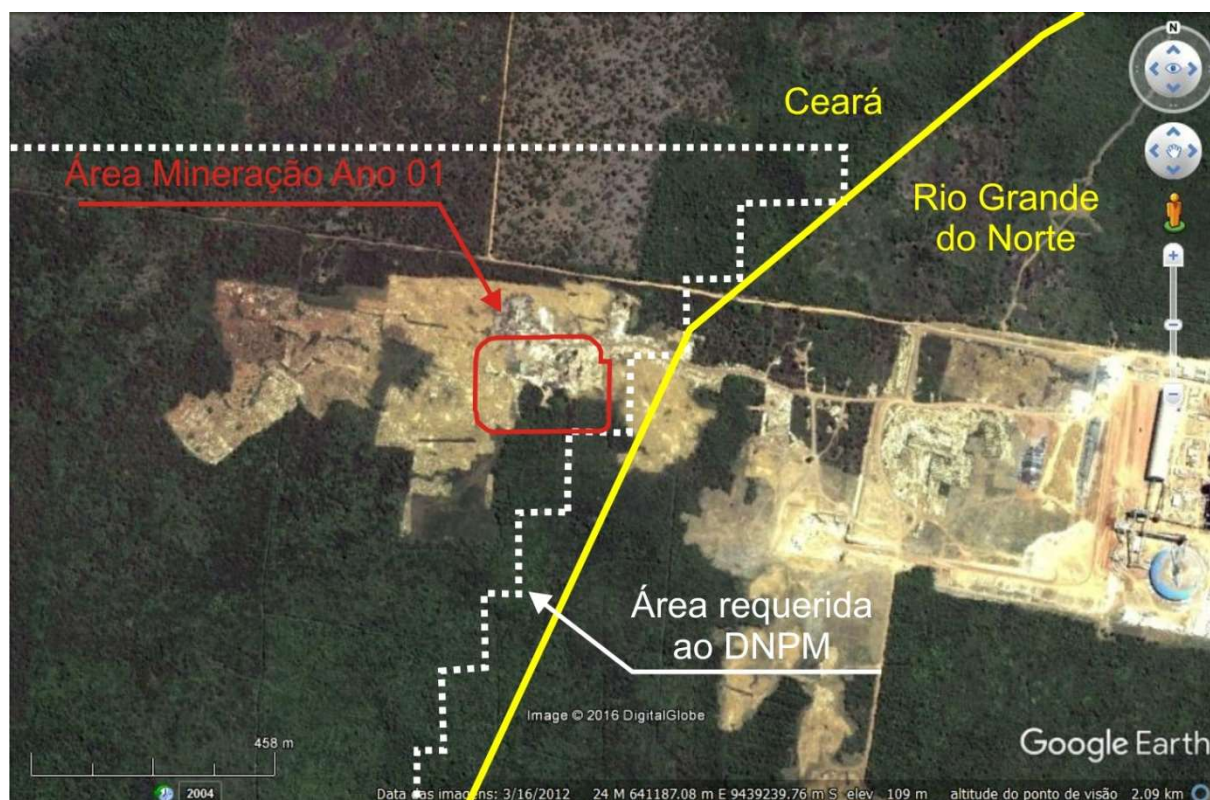 N
Ceará
Área Mineração Ano 01
Rio Grande
do Norte
Área requerida
ao DNPM
Image © 2016 DigitalGlobe
Google Earth
458 m
2004
Data das imagens: 3/16/2012 24 M 641187.08 m E 9439239.76 m S elev 109 m altitude do ponto de visão 2.09 km